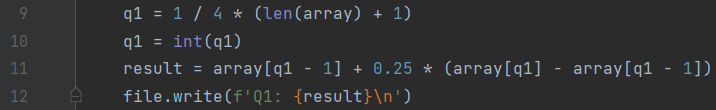 9 q1 = 1 / 4 * (len(array) + 1)
10 q1 = int(q1)
11 result = array[q1 - 1] + 0.25 * (array[q1] - array[q1 - 1])
12 file.write(f'Q1: {result}\n')